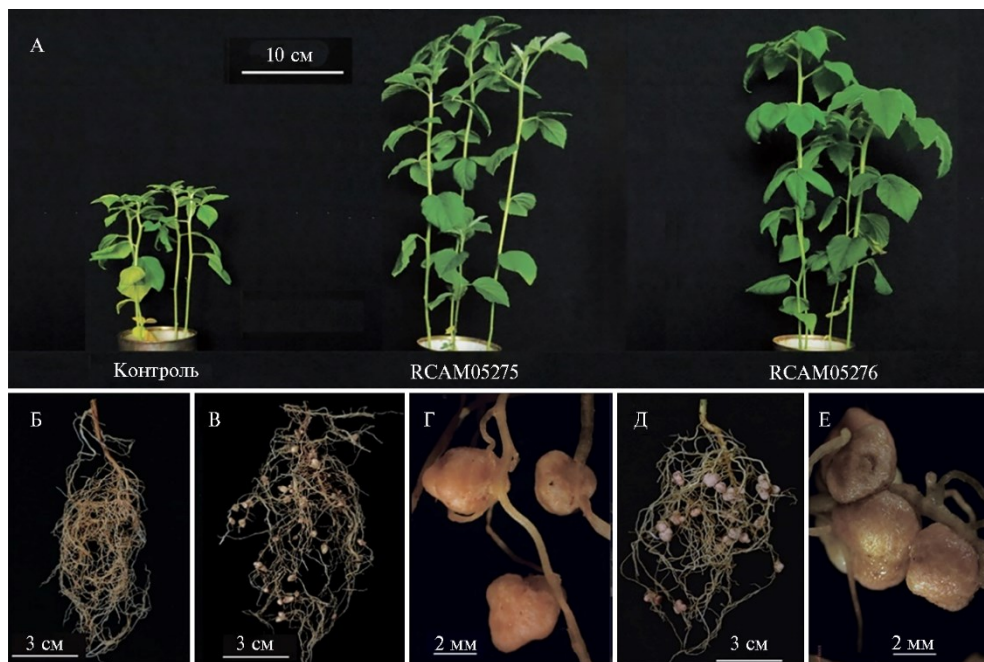 А
10 см
Контроль
RCAM05275
RCAM05276
Б
В
Г
Д
Е
3 см
3 см
2 мм
3 см
2 мм